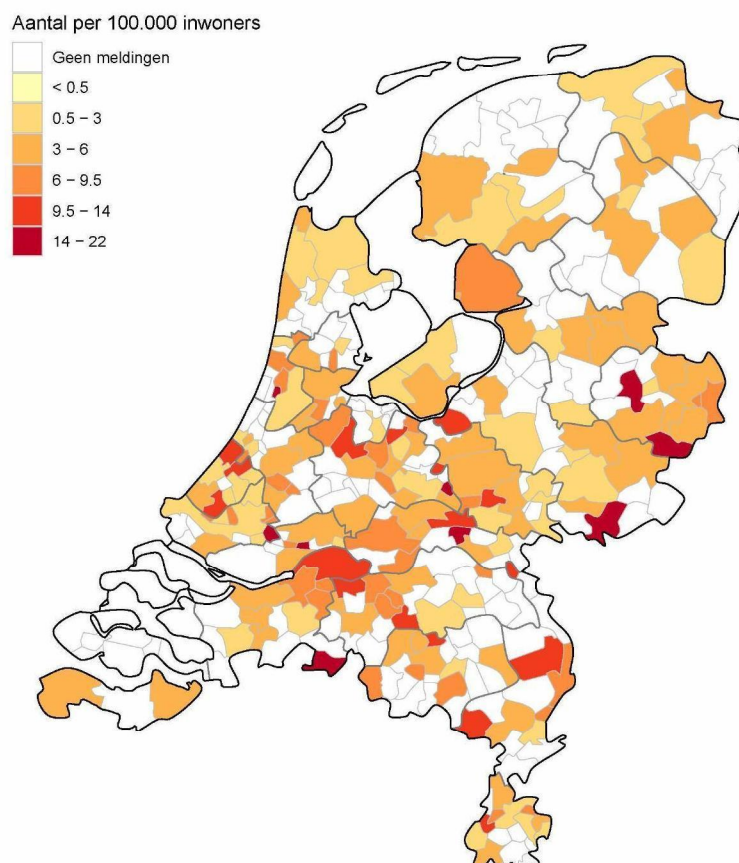 Aantal per 100.000 inwoners
Geen meldingen
< 0.5
0.5 – 3
3 – 6
6 – 9.5
9.5 – 14
14 – 22